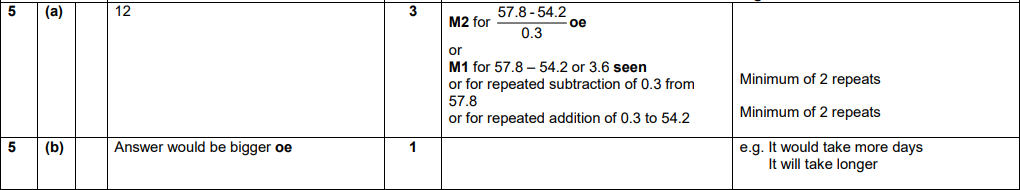 5 (a) 12 3
M2 for 57.8 - 54.2 / 0.3 oe
or
M1 for 57.8 – 54.2 or 3.6 seen
or for repeated subtraction of 0.3 from
57.8
or for repeated addition of 0.3 to 54.2
Minimum of 2 repeats
Minimum of 2 repeats
5 (b) Answer would be bigger oe 1
e.g. It would take more days
It will take longer